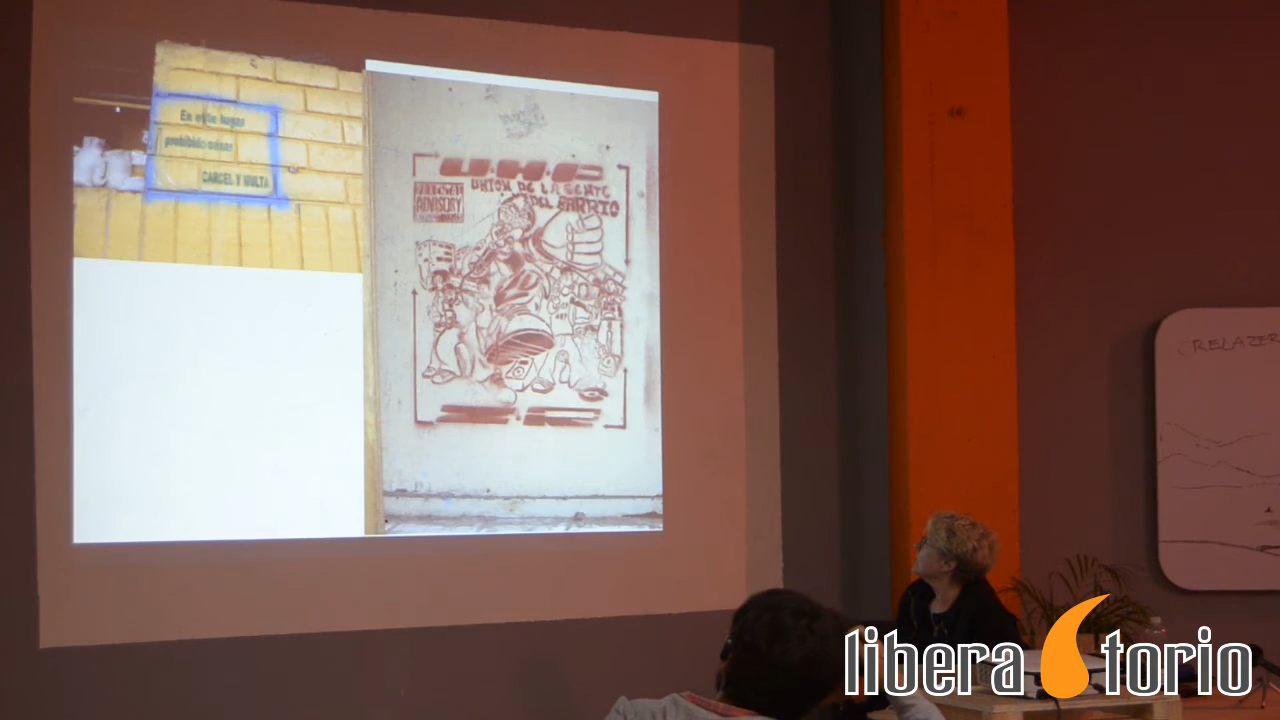 En este lugar
prohibido orinar
CARCEL Y MULTA
U.H.P
UNION DE LA GENTE
DEL BARRIO
ADVISORY
RELAZER
liberatorio